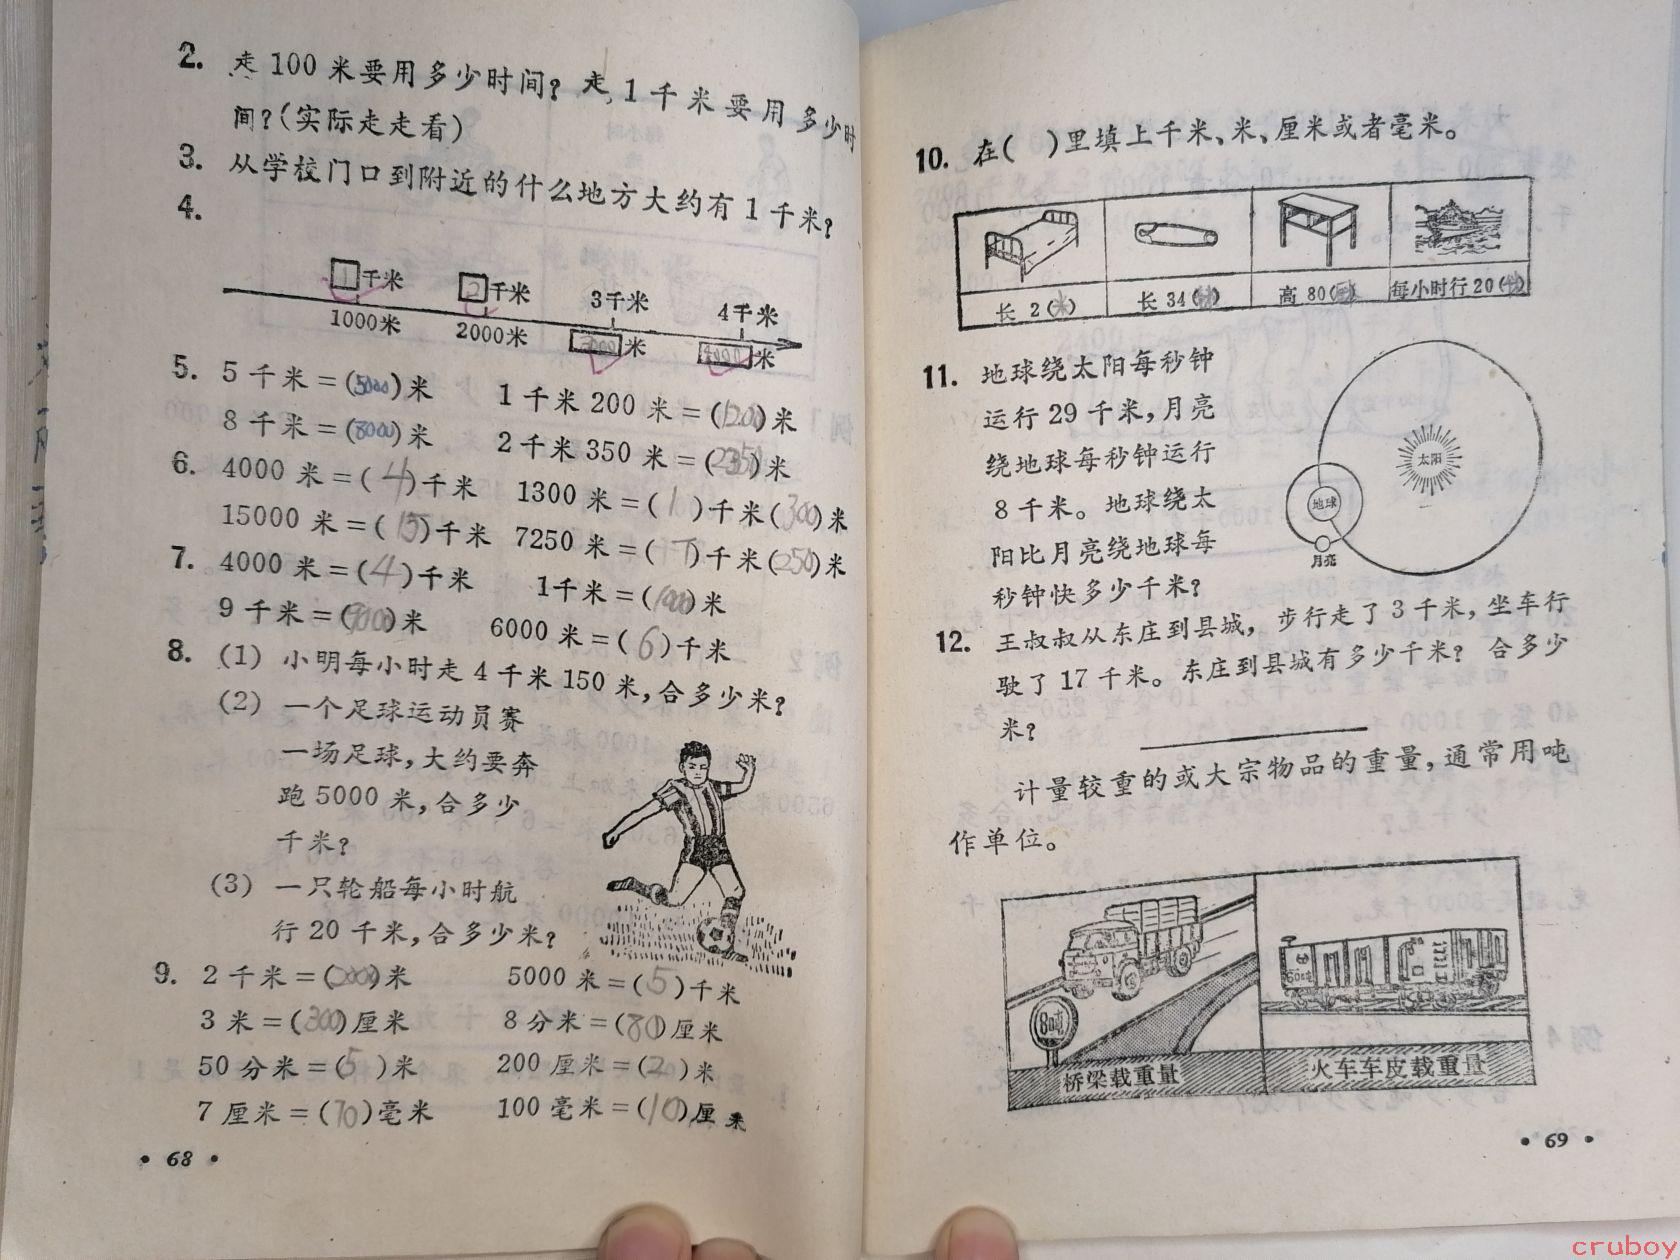 2. 走100米要用多少时间？走1千米要用多少时
间？(实际走走看)
3. 从学校门口到附近的什么地方大约有1千米？
4.
1千米 2千米 3千米 4千米
1000米 2000米 3000米 4000米
5. 5千米=(5000)米 1千米200米=(1200)米
8千米=(8000)米 2千米350米=(2350)米
6. 4000米=(4)千米 1300米=(1)千米(300)米
15000米=(15)千米 7250米=(7)千米(250)米
7. 4000米=(4)千米 1千米=(1000)米
9千米=(9000)米 6000米=(6)千米
8. (1) 小明每小时走4千米150米，合多少米？
(2) 一个足球运动员赛
一场足球，大约要奔
跑5000米，合多少
千米？
(3) 一只轮船每小时航
行20千米，合多少米？
9. 2千米=(2000)米 5000米=(5)千米
3米=(300)厘米 8分米=(80)厘米
50分米=(5)米 200厘米=(2)米
7厘米=(70)毫米 100毫米=(10)厘米
• 68 •
10. 在( )里填上千米、米、厘米或者毫米。
长2(米) 长34( ) 高80( ) 每小时行20( )
11. 地球绕太阳每秒钟
运行29千米，月亮
绕地球每秒钟运行
8千米。地球绕太
阳比月亮绕地球每
秒钟快多少千米？
太阳
地球
月亮
12. 王叔叔从东庄到县城，步行走了3千米，坐车行
驶了17千米。东庄到县城有多少千米？合多少
米？
计量较重的或大宗物品的重量，通常用吨
作单位。
8吨
桥梁载重量
60吨
火车车皮载重量
• 69 •
cruboy